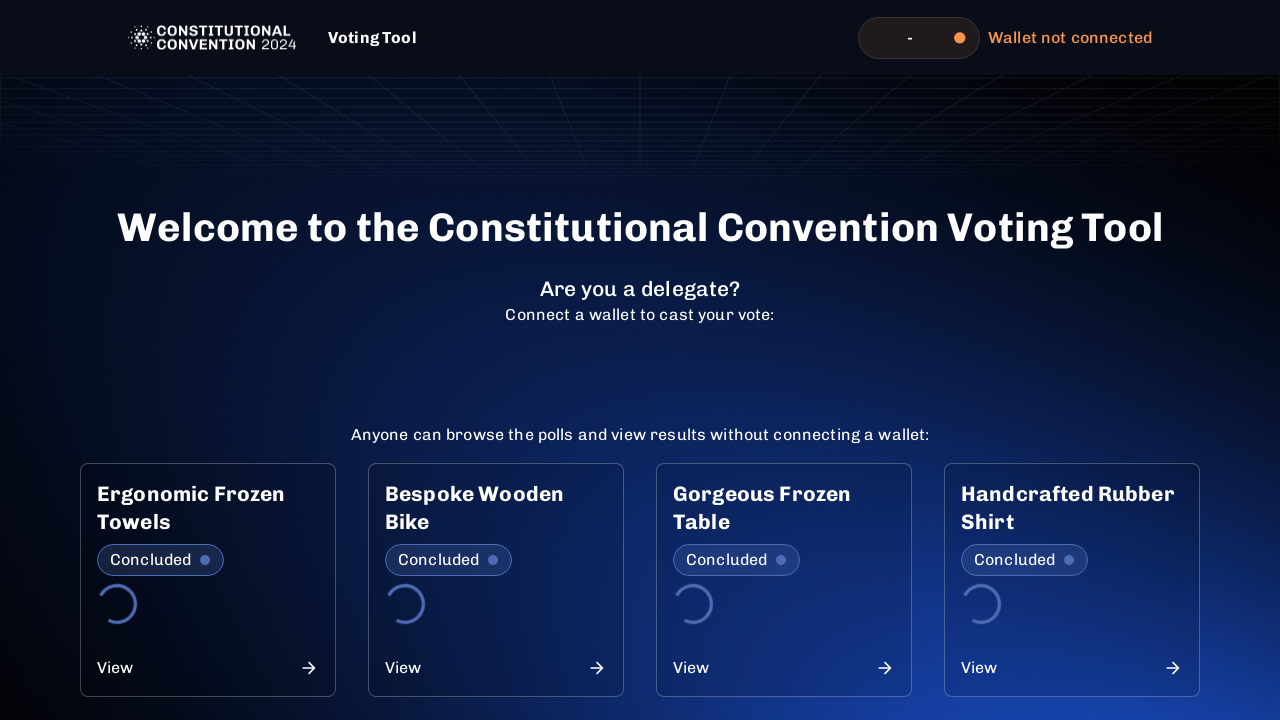 CONSTITUTIONAL
CONVENTION 2024
Voting Tool
-
Wallet not connected
Welcome to the Constitutional Convention Voting Tool
Are you a delegate?
Connect a wallet to cast your vote:
Anyone can browse the polls and view results without connecting a wallet:
Ergonomic Frozen
Towels
Concluded
View
Bespoke Wooden
Bike
Concluded
View
Gorgeous Frozen
Table
Concluded
View
Handcrafted Rubber
Shirt
Concluded
View